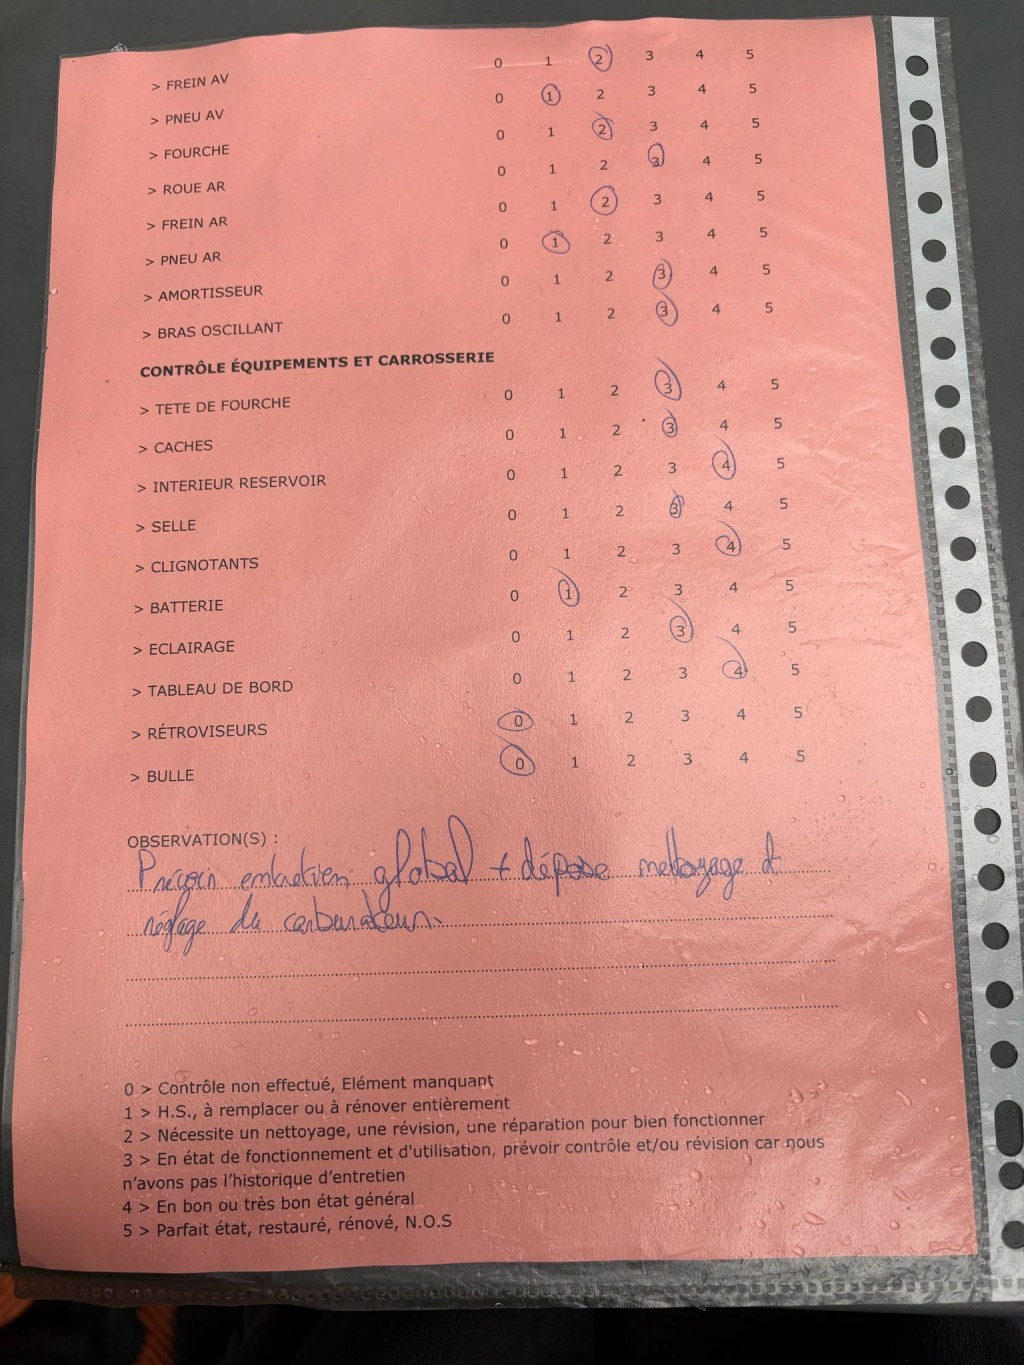 > FREIN AV 0 1 2 3 4 5
> PNEU AV 0 1 2 3 4 5
> FOURCHE 0 1 2 3 4 5
> ROUE AR 0 1 2 3 4 5
> FREIN AR 0 1 2 3 4 5
> PNEU AR 0 1 2 3 4 5
> AMORTISSEUR 0 1 2 3 4 5
> BRAS OSCILLANT 0 1 2 3 4 5
CONTRÔLE ÉQUIPEMENTS ET CARROSSERIE
> TETE DE FOURCHE 0 1 2 3 4 5
> CACHES 0 1 2 3 4 5
> INTERIEUR RESERVOIR 0 1 2 3 4 5
> SELLE 0 1 2 3 4 5
> CLIGNOTANTS 0 1 2 3 4 5
> BATTERIE 0 1 2 3 4 5
> ECLAIRAGE 0 1 2 3 4 5
> TABLEAU DE BORD 0 1 2 3 4 5
> RÉTROVISEURS 0 1 2 3 4 5
> BULLE 0 1 2 3 4 5
OBSERVATION(S) :
entretien global + dépose nettoyage et
réglage du carburateur.
0 > Contrôle non effectué, Elément manquant
1 > H.S., à remplacer ou à rénover entièrement
2 > Nécessite un nettoyage, une révision, une réparation pour bien fonctionner
3 > En état de fonctionnement et d'utilisation, prévoir contrôle et/ou révision car nous
n'avons pas l'historique d'entretien
4 > En bon ou très bon état général
5 > Parfait état, restauré, rénové, N.O.S